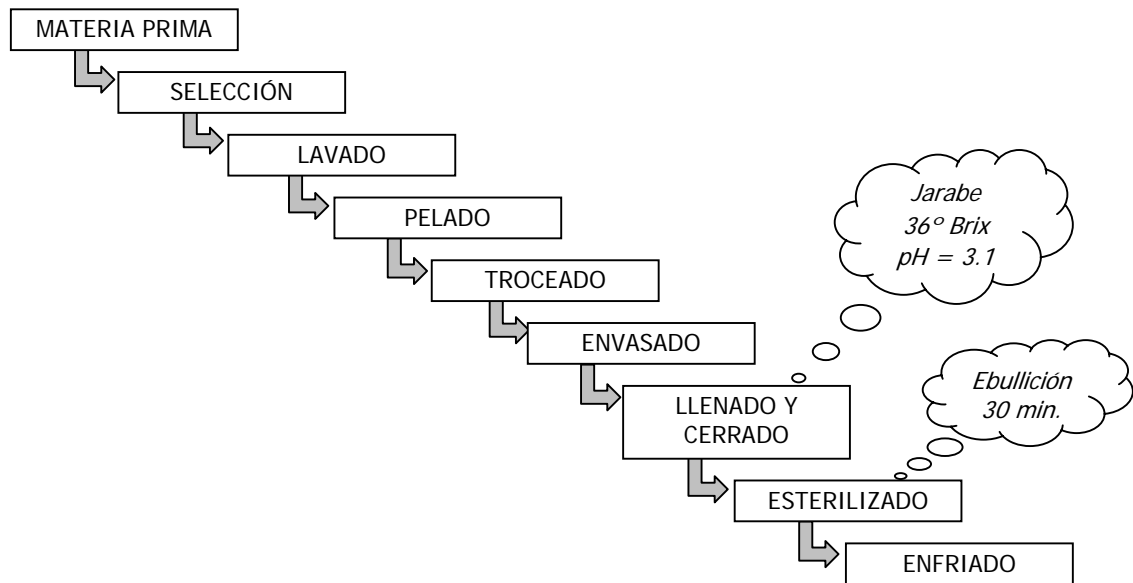 MATERIA PRIMA
SELECCIÓN
LAVADO
PELADO
TROCEADO
ENVASADO
LLENADO Y
CERRADO
Jarabe
36º Brix
pH = 3.1
ESTERILIZADO
Ebullición
30 min.
ENFRIADO